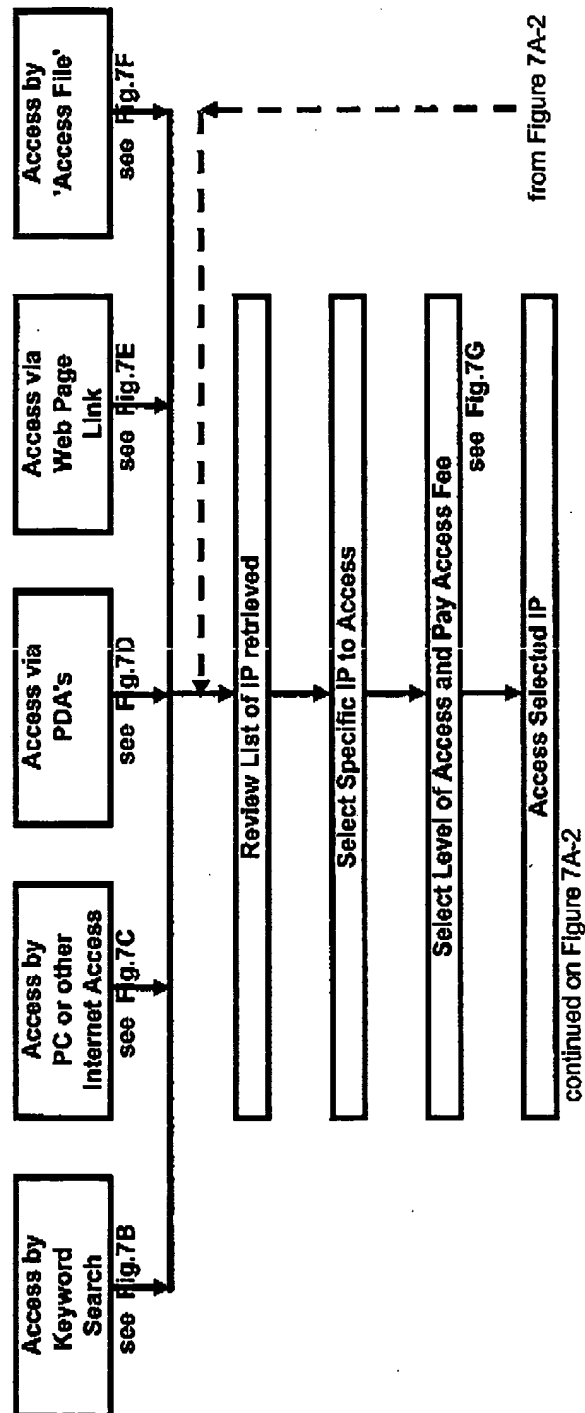 Access by
Keyword
Search
see Fig.7B
Access by
PC or other
Internet Access
see Fig.7C
Access via
PDA's
see Fig.7D
Access via
Web Page
Link
see Fig.7E
Access by
'Access File'
see Fig.7F
Review List of IP retrieved
Select Specific IP to Access
Select Level of Access and Pay Access Fee
see Fig.7G
Access Selected IP
continued on Figure 7A-2
from Figure 7A-2